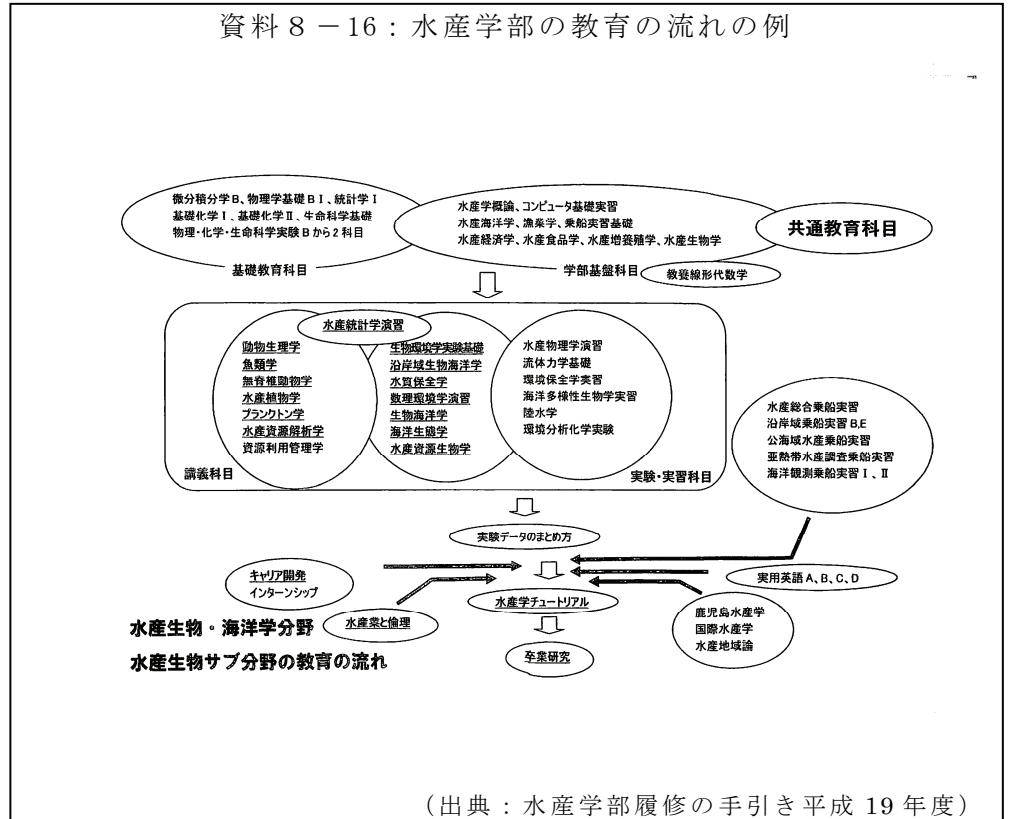 資料8－16：水産学部の教育の流れの例
微分積分学B、物理学基礎BⅠ、統計学Ⅰ
基礎化学Ⅰ、基礎化学Ⅱ、生命科学基礎
物理・化学・生命科学実験Bから2科目
基礎教育科目
水産学概論、コンピュータ基礎実習
水産海洋学、漁業学、乗船実習基礎
水産経済学、水産食品学、水産増養殖学、水産生物学
学部基盤科目
共通教育科目
教養線形代数学
水産統計学演習
動物生理学
魚類学
無脊椎動物学
水産植物学
プランクトン学
水産資源解析学
資源利用管理学
講義科目
生物環境学実験基礎
沿岸域生物海洋学
水質保全学
数理環境学演習
生物海洋学
海洋生態学
水産資源生物学
水産物理学演習
流体力学基礎
環境保全学実習
海洋多様性生物学実習
陸水学
環境分析化学実験
実験・実習科目
水産総合乗船実習
沿岸域乗船実習B,E
公海域水産乗船実習
亜熱帯水産調査乗船実習
海洋観測乗船実習Ⅰ、Ⅱ
実験データのまとめ方
キャリア開発
インターンシップ
実用英語A、B、C、D
水産学チュートリアル
水産業と倫理
鹿児島水産学
国際水産学
水産地域論
卒業研究
水産生物・海洋学分野
水産生物サブ分野の教育の流れ
（出典：水産学部履修の手引き平成19年度）